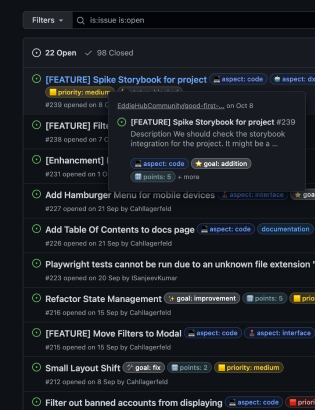 Filters
is:issue is:open
22 Open 98 Closed
[FEATURE] Spike Storybook for project aspect: code aspect: dx
priority: medium
#239 opened on 8 O
EddieHubCommunity/good-first-... on Oct 8
[FEATURE] Spike Storybook for project #239
Description We should check the storybook
integration for the project. It might be a ...
aspect: code goal: addition
points: 5 + more
[FEATURE] Filt
#238 opened on 7 O
[Enhancment]
#231 opened on 1 O
Add Hamburger Menu for mobile devices aspect: interface goa
#227 opened on 21 Sep by Cahllagerfeld
Add Table Of Contents to docs page aspect: code documentation
#226 opened on 21 Sep by Cahllagerfeld
Playwright tests cannot be run due to an unknown file extension "
#223 opened on 20 Sep by ISanjeevKumar
Refactor State Management goal: improvement points: 5 prio
#216 opened on 15 Sep by Cahllagerfeld
[FEATURE] Move Filters to Modal aspect: code aspect: interface
#215 opened on 15 Sep by Cahllagerfeld
Small Layout Shift goal: fix points: 2 priority: medium
#212 opened on 8 Sep by Cahllagerfeld
Filter out banned accounts from displaying aspect: code prior